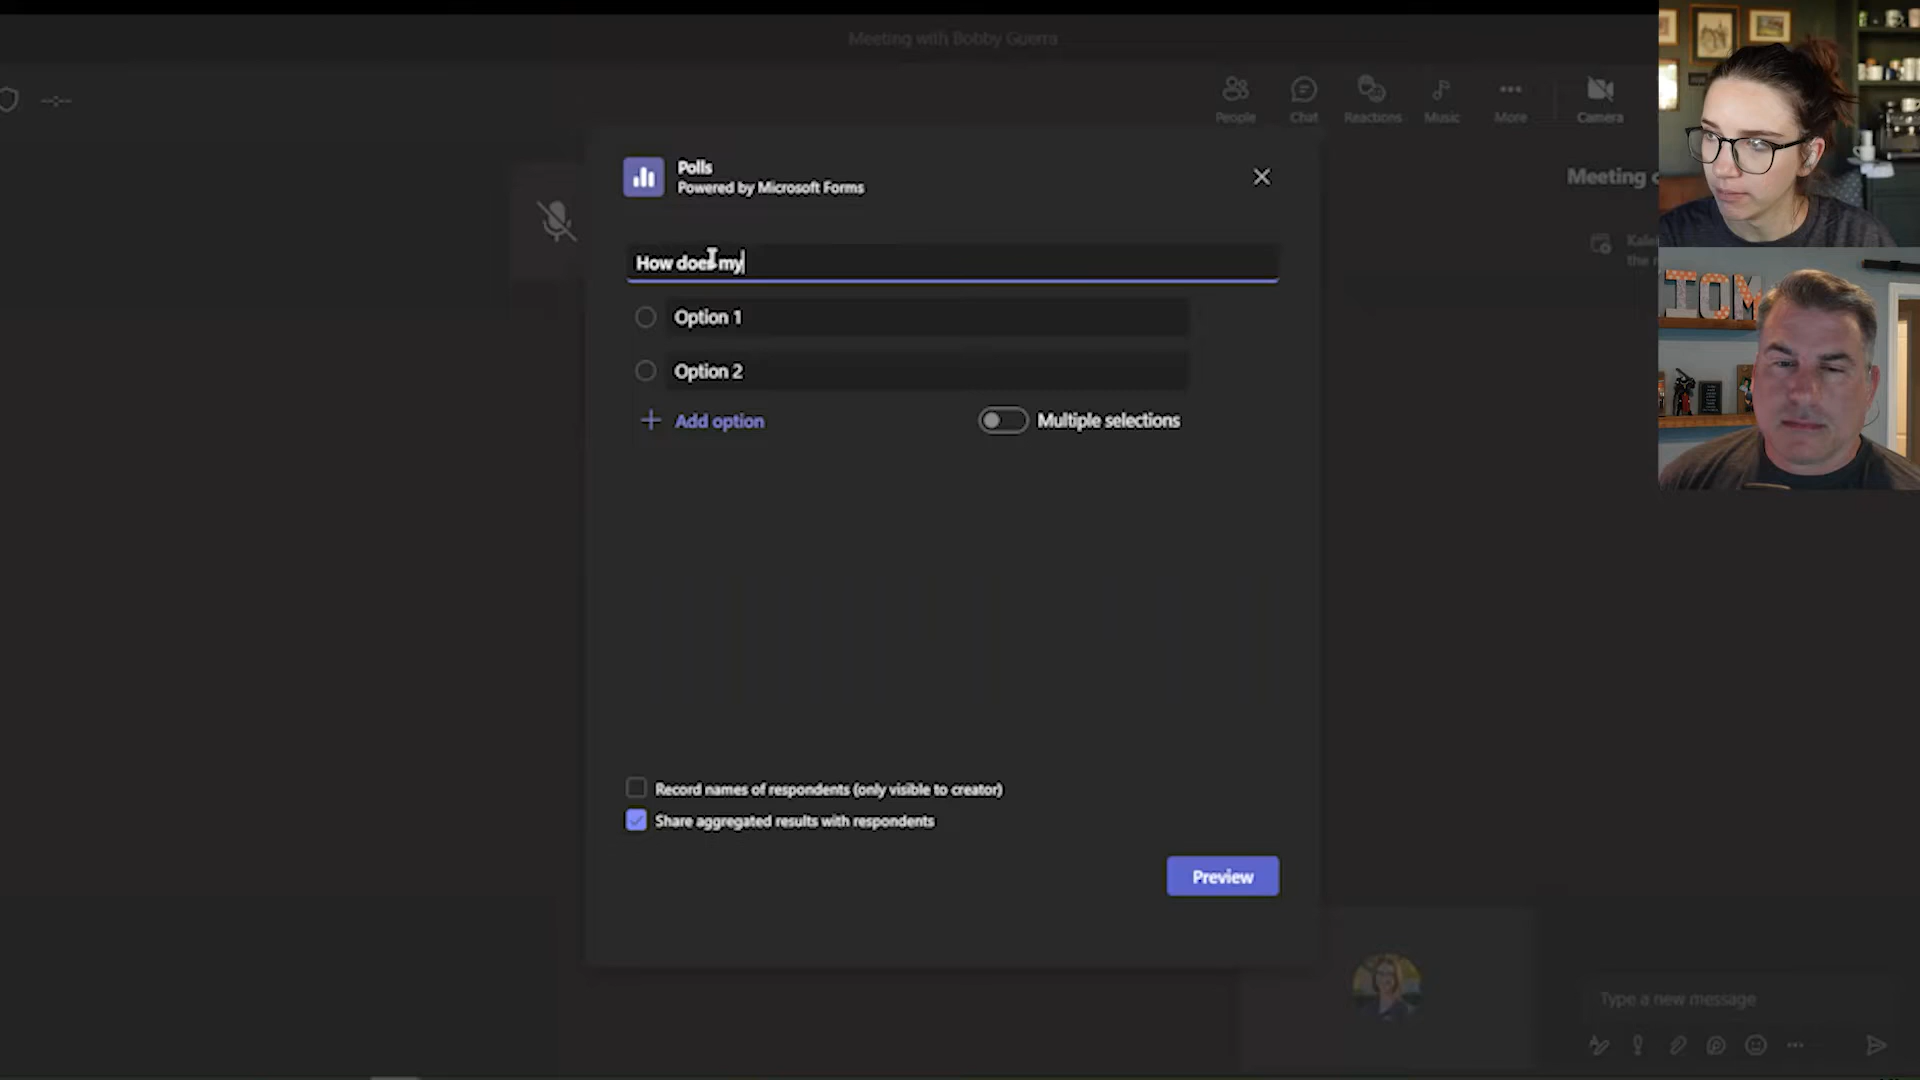 Meeting with Bobby Guerra
People
Chat
Reactions
Music
More
Camera
Polls
Powered by Microsoft Forms
Meeting
How does my
Option 1
Option 2
Add option
Multiple selections
Record names of respondents (only visible to creator)
Share aggregated results with respondents
Preview
Type a new message